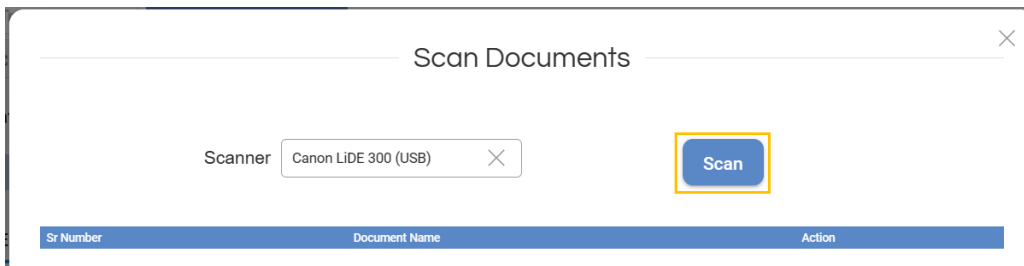 Scan Documents
Scanner Canon LiDE 300 (USB) Scan
Sr Number Document Name Action